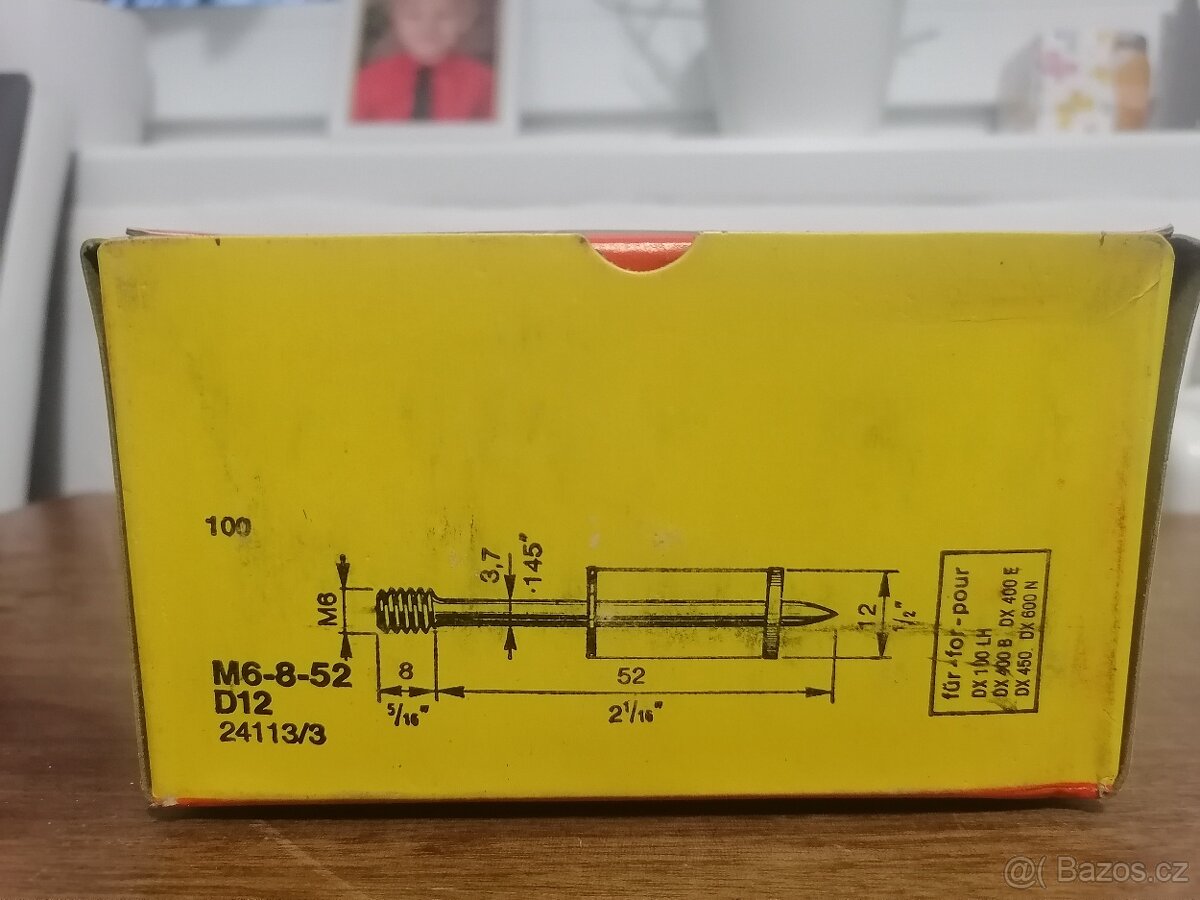 100
M6
3,7
.145"
12
1/2"
8
52
5/16"
2 1/16"
M6-8-52
D12
24113/3
für-for-pour
DX 100 LH
DX 400 B DX 400 E
DX 450, DX 600 N
@( Bazos.cz